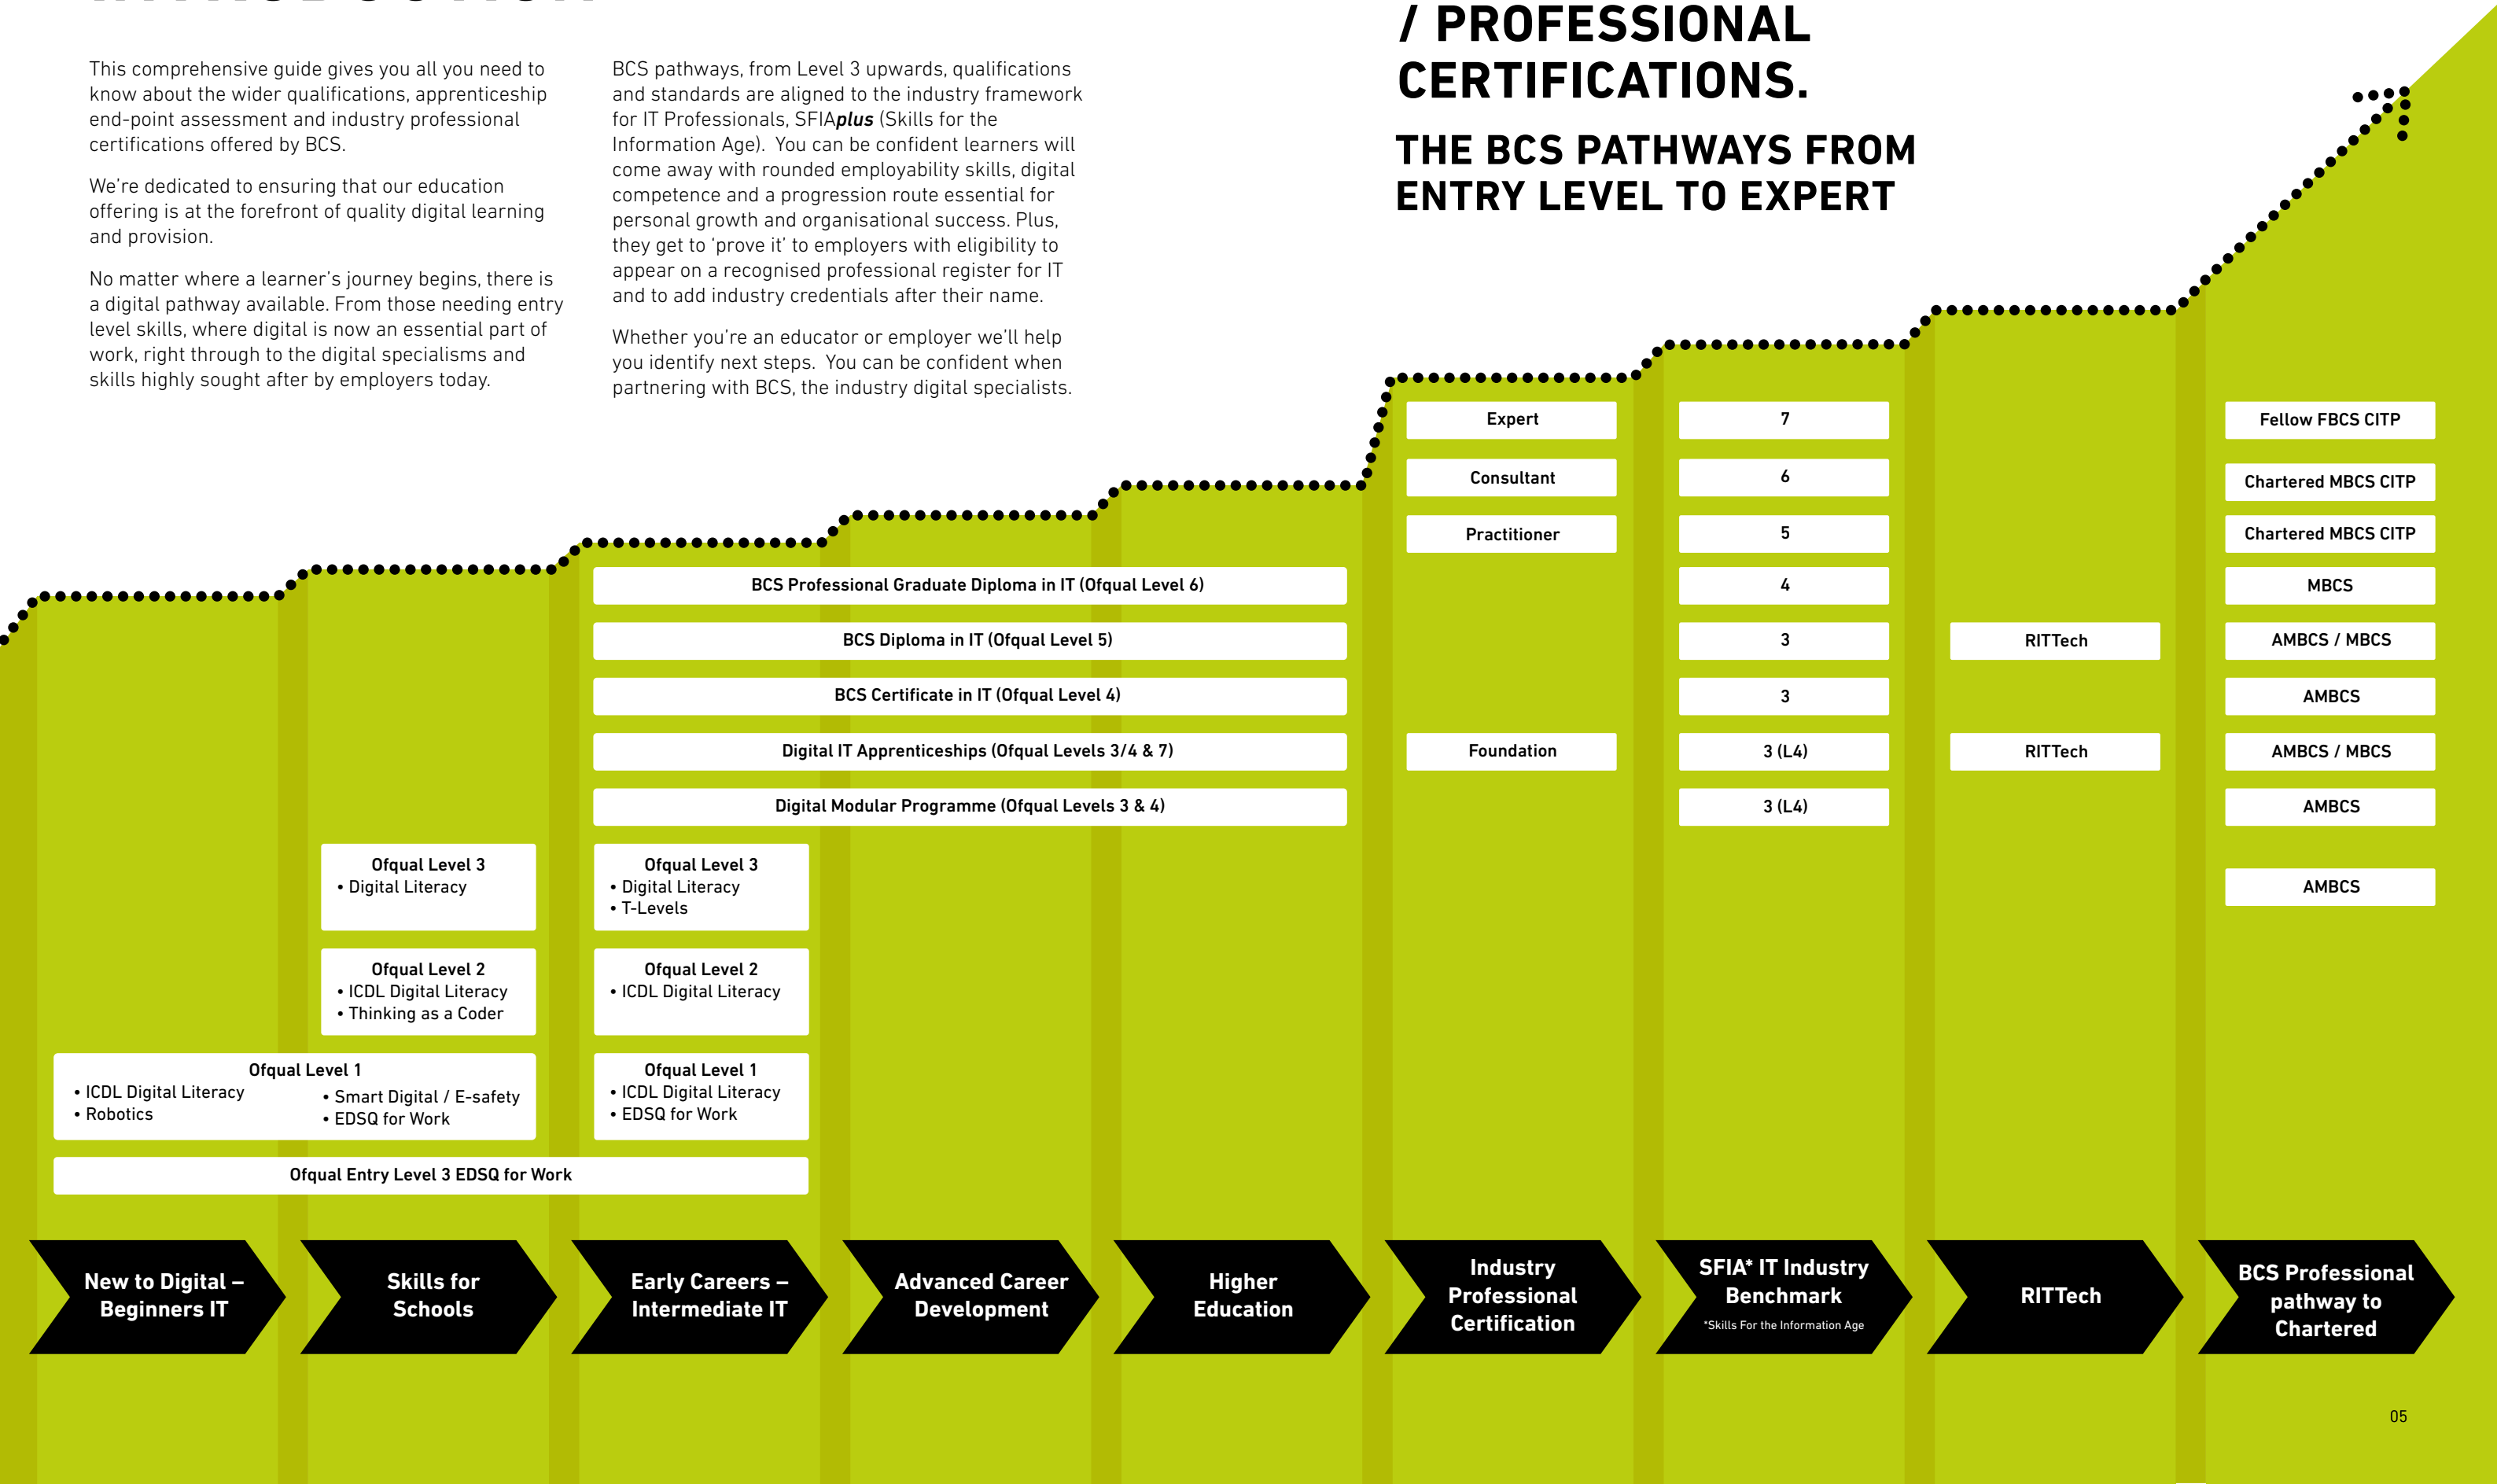 This comprehensive guide gives you all you need to
know about the wider qualifications, apprenticeship
end-point assessment and industry professional
certifications offered by BCS.
We're dedicated to ensuring that our education
offering is at the forefront of quality digital learning
and provision.
No matter where a learner's journey begins, there is
a digital pathway available. From those needing entry
level skills, where digital is now an essential part of
work, right through to the digital specialisms and
skills highly sought after by employers today.
BCS pathways, from Level 3 upwards, qualifications
and standards are aligned to the industry framework
for IT Professionals, SFIAplus (Skills for the
Information Age).  You can be confident learners will
come away with rounded employability skills, digital
competence and a progression route essential for
personal growth and organisational success. Plus,
they get to 'prove it' to employers with eligibility to
appear on a recognised professional register for IT
and to add industry credentials after their name.
Whether you're an educator or employer we'll help
you identify next steps.  You can be confident when
partnering with BCS, the industry digital specialists.
/ PROFESSIONAL
CERTIFICATIONS.
THE BCS PATHWAYS FROM
ENTRY LEVEL TO EXPERT
Expert
7
Fellow FBCS CITP
Consultant
6
Chartered MBCS CITP
Practitioner
5
Chartered MBCS CITP
BCS Professional Graduate Diploma in IT (Ofqual Level 6)
4
MBCS
BCS Diploma in IT (Ofqual Level 5)
3
RITTech
AMBCS / MBCS
BCS Certificate in IT (Ofqual Level 4)
3
AMBCS
Digital IT Apprenticeships (Ofqual Levels 3/4 & 7)
Foundation
3 (L4)
RITTech
AMBCS / MBCS
Digital Modular Programme (Ofqual Levels 3 & 4)
3 (L4)
AMBCS
Ofqual Level 3
• Digital Literacy
Ofqual Level 3
• Digital Literacy
• T-Levels
AMBCS
Ofqual Level 2
• ICDL Digital Literacy
• Thinking as a Coder
Ofqual Level 2
• ICDL Digital Literacy
Ofqual Level 1
• ICDL Digital Literacy
• Robotics
• Smart Digital / E-safety
• EDSQ for Work
Ofqual Level 1
• ICDL Digital Literacy
• EDSQ for Work
Ofqual Entry Level 3 EDSQ for Work
New to Digital –
Beginners IT
Skills for
Schools
Early Careers –
Intermediate IT
Advanced Career
Development
Higher
Education
Industry
Professional
Certification
SFIA* IT Industry
Benchmark
*Skills For the Information Age
RITTech
BCS Professional
pathway to
Chartered
05